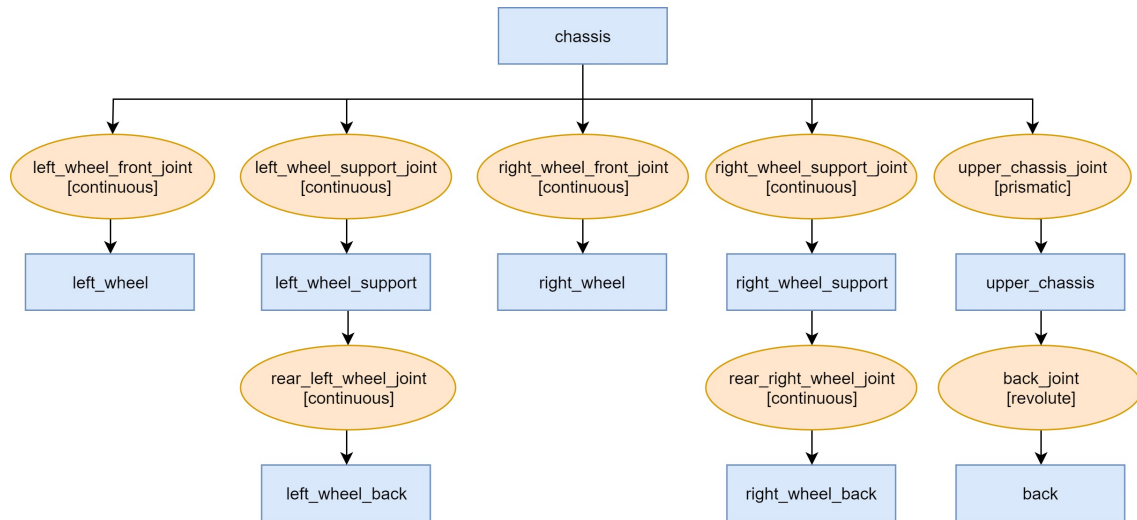 chassis
left_wheel_front_joint
[continuous]
left_wheel_support_joint
[continuous]
right_wheel_front_joint
[continuous]
right_wheel_support_joint
[continuous]
upper_chassis_joint
[prismatic]
left_wheel
left_wheel_support
right_wheel
right_wheel_support
upper_chassis
rear_left_wheel_joint
[continuous]
rear_right_wheel_joint
[continuous]
back_joint
[revolute]
left_wheel_back
right_wheel_back
back